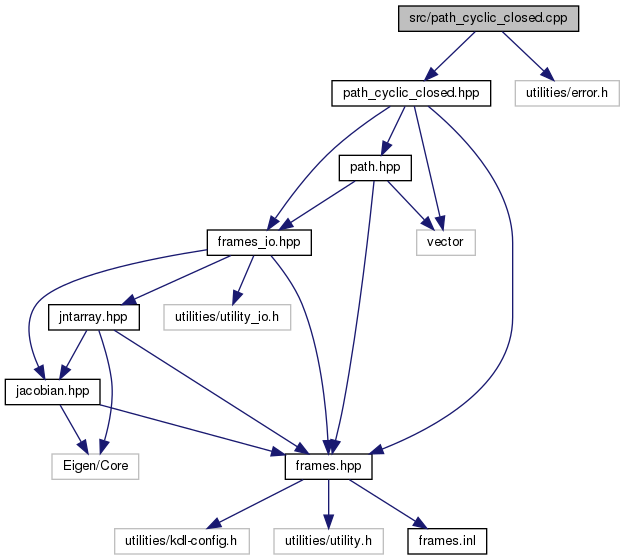 src/path_cyclic_closed.cpp
path_cyclic_closed.hpp
utilities/error.h
path.hpp
frames_io.hpp
vector
jntarray.hpp
utilities/utility_io.h
jacobian.hpp
Eigen/Core
frames.hpp
utilities/kdl-config.h
utilities/utility.h
frames.inl